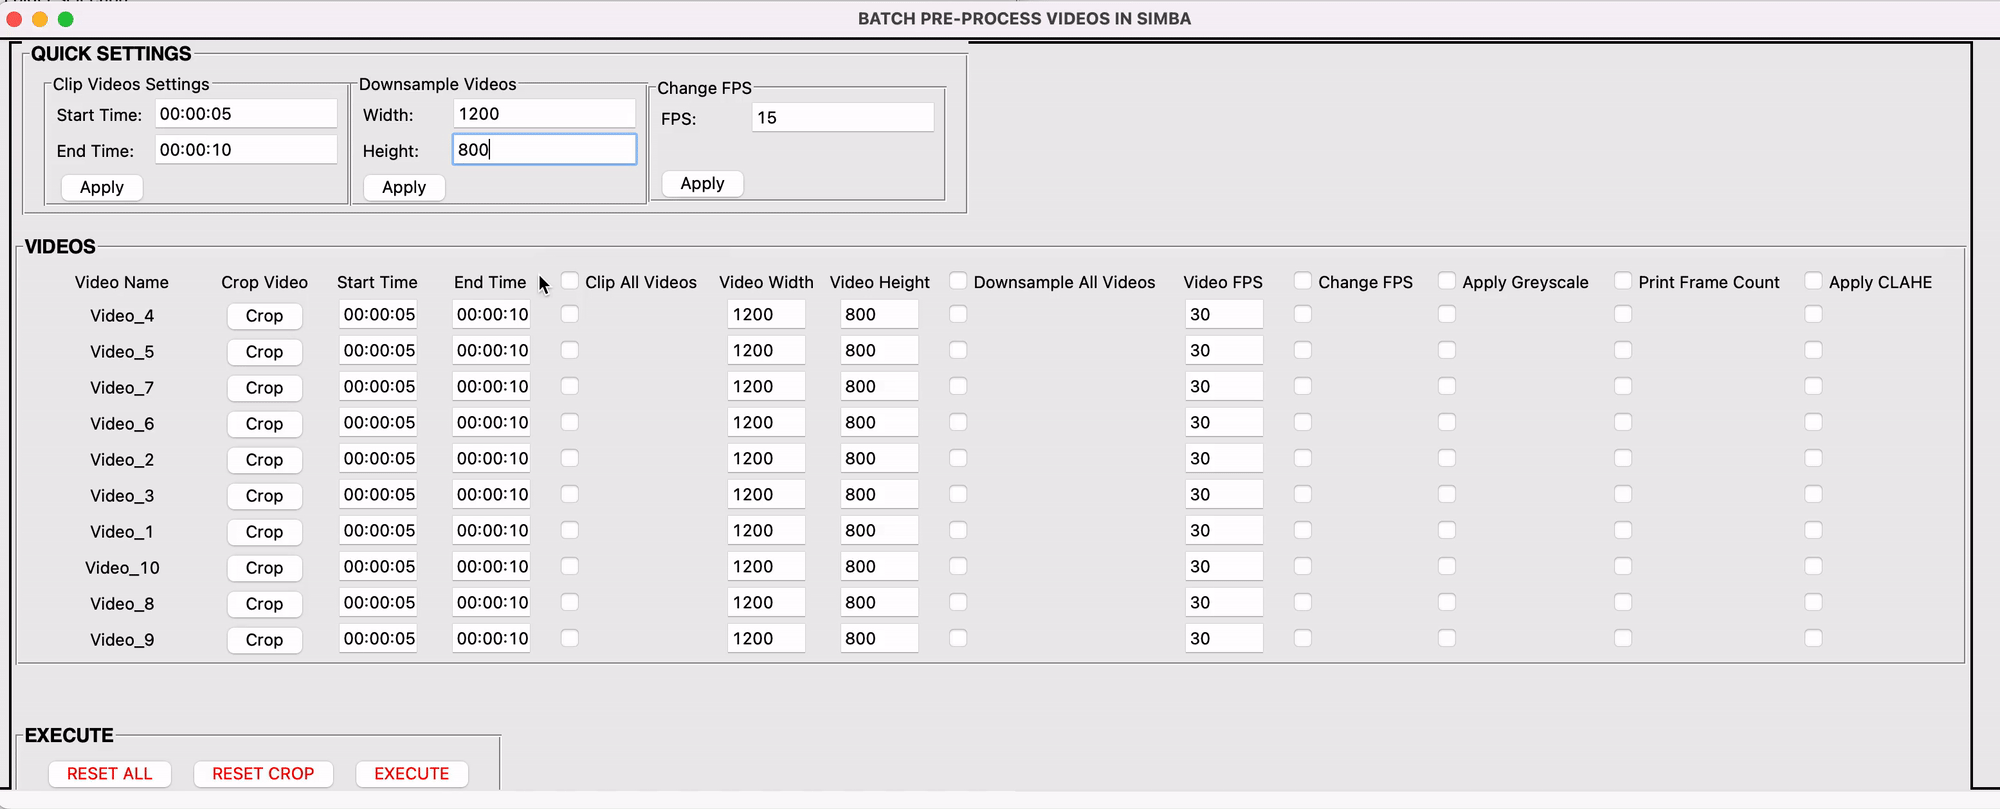 BATCH PRE-PROCESS VIDEOS IN SIMBA
QUICK SETTINGS
Clip Videos Settings
Start Time: 00:00:05
End Time: 00:00:10
Apply
Downsample Videos
Width: 1200
Height: 800
Apply
Change FPS
FPS: 15
Apply
VIDEOS
Video Name Crop Video Start Time End Time Clip All Videos Video Width Video Height Downsample All Videos Video FPS Change FPS Apply Greyscale Print Frame Count Apply CLAHE
Video_4 Crop 00:00:05 00:00:10 1200 800 30
Video_5 Crop 00:00:05 00:00:10 1200 800 30
Video_7 Crop 00:00:05 00:00:10 1200 800 30
Video_6 Crop 00:00:05 00:00:10 1200 800 30
Video_2 Crop 00:00:05 00:00:10 1200 800 30
Video_3 Crop 00:00:05 00:00:10 1200 800 30
Video_1 Crop 00:00:05 00:00:10 1200 800 30
Video_10 Crop 00:00:05 00:00:10 1200 800 30
Video_8 Crop 00:00:05 00:00:10 1200 800 30
Video_9 Crop 00:00:05 00:00:10 1200 800 30
EXECUTE
RESET ALL RESET CROP EXECUTE